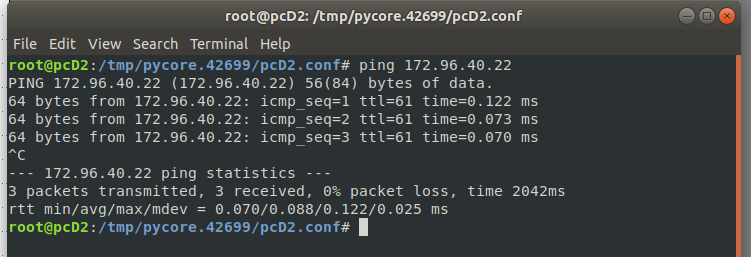 root@pcD2: /tmp/pycore.42699/pcD2.conf
File Edit View Search Terminal Help
root@pcD2:/tmp/pycore.42699/pcD2.conf# ping 172.96.40.22
PING 172.96.40.22 (172.96.40.22) 56(84) bytes of data.
64 bytes from 172.96.40.22: icmp_seq=1 ttl=61 time=0.122 ms
64 bytes from 172.96.40.22: icmp_seq=2 ttl=61 time=0.073 ms
64 bytes from 172.96.40.22: icmp_seq=3 ttl=61 time=0.070 ms
^C
--- 172.96.40.22 ping statistics ---
3 packets transmitted, 3 received, 0% packet loss, time 2042ms
rtt min/avg/max/mdev = 0.070/0.088/0.122/0.025 ms
root@pcD2:/tmp/pycore.42699/pcD2.conf#